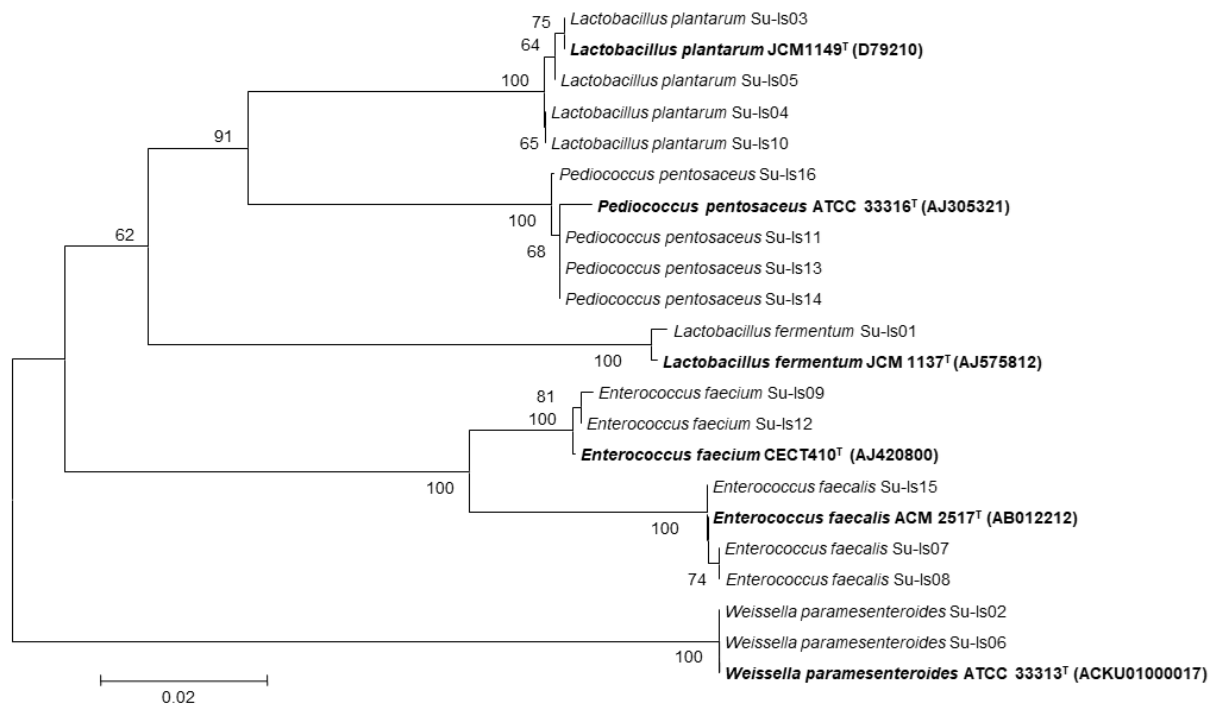 75
Lactobacillus plantarum Su-ls03
64
Lactobacillus plantarum JCM1149ᵀ (D79210)
100
Lactobacillus plantarum Su-ls05
Lactobacillus plantarum Su-ls04
91
65
Lactobacillus plantarum Su-ls10
Pediococcus pentosaceus Su-ls16
100
Pediococcus pentosaceus ATCC 33316ᵀ (AJ305321)
62
Pediococcus pentosaceus Su-ls11
68
Pediococcus pentosaceus Su-ls13
Pediococcus pentosaceus Su-ls14
Lactobacillus fermentum Su-ls01
100
Lactobacillus fermentum JCM 1137ᵀ (AJ575812)
81
Enterococcus faecium Su-ls09
100
Enterococcus faecium Su-ls12
Enterococcus faecium CECT410ᵀ (AJ420800)
100
Enterococcus faecalis Su-ls15
100
Enterococcus faecalis ACM 2517ᵀ (AB012212)
Enterococcus faecalis Su-ls07
74
Enterococcus faecalis Su-ls08
Weissella paramesenteroides Su-ls02
Weissella paramesenteroides Su-ls06
100
Weissella paramesenteroides ATCC 33313ᵀ (ACKU01000017)
0.02